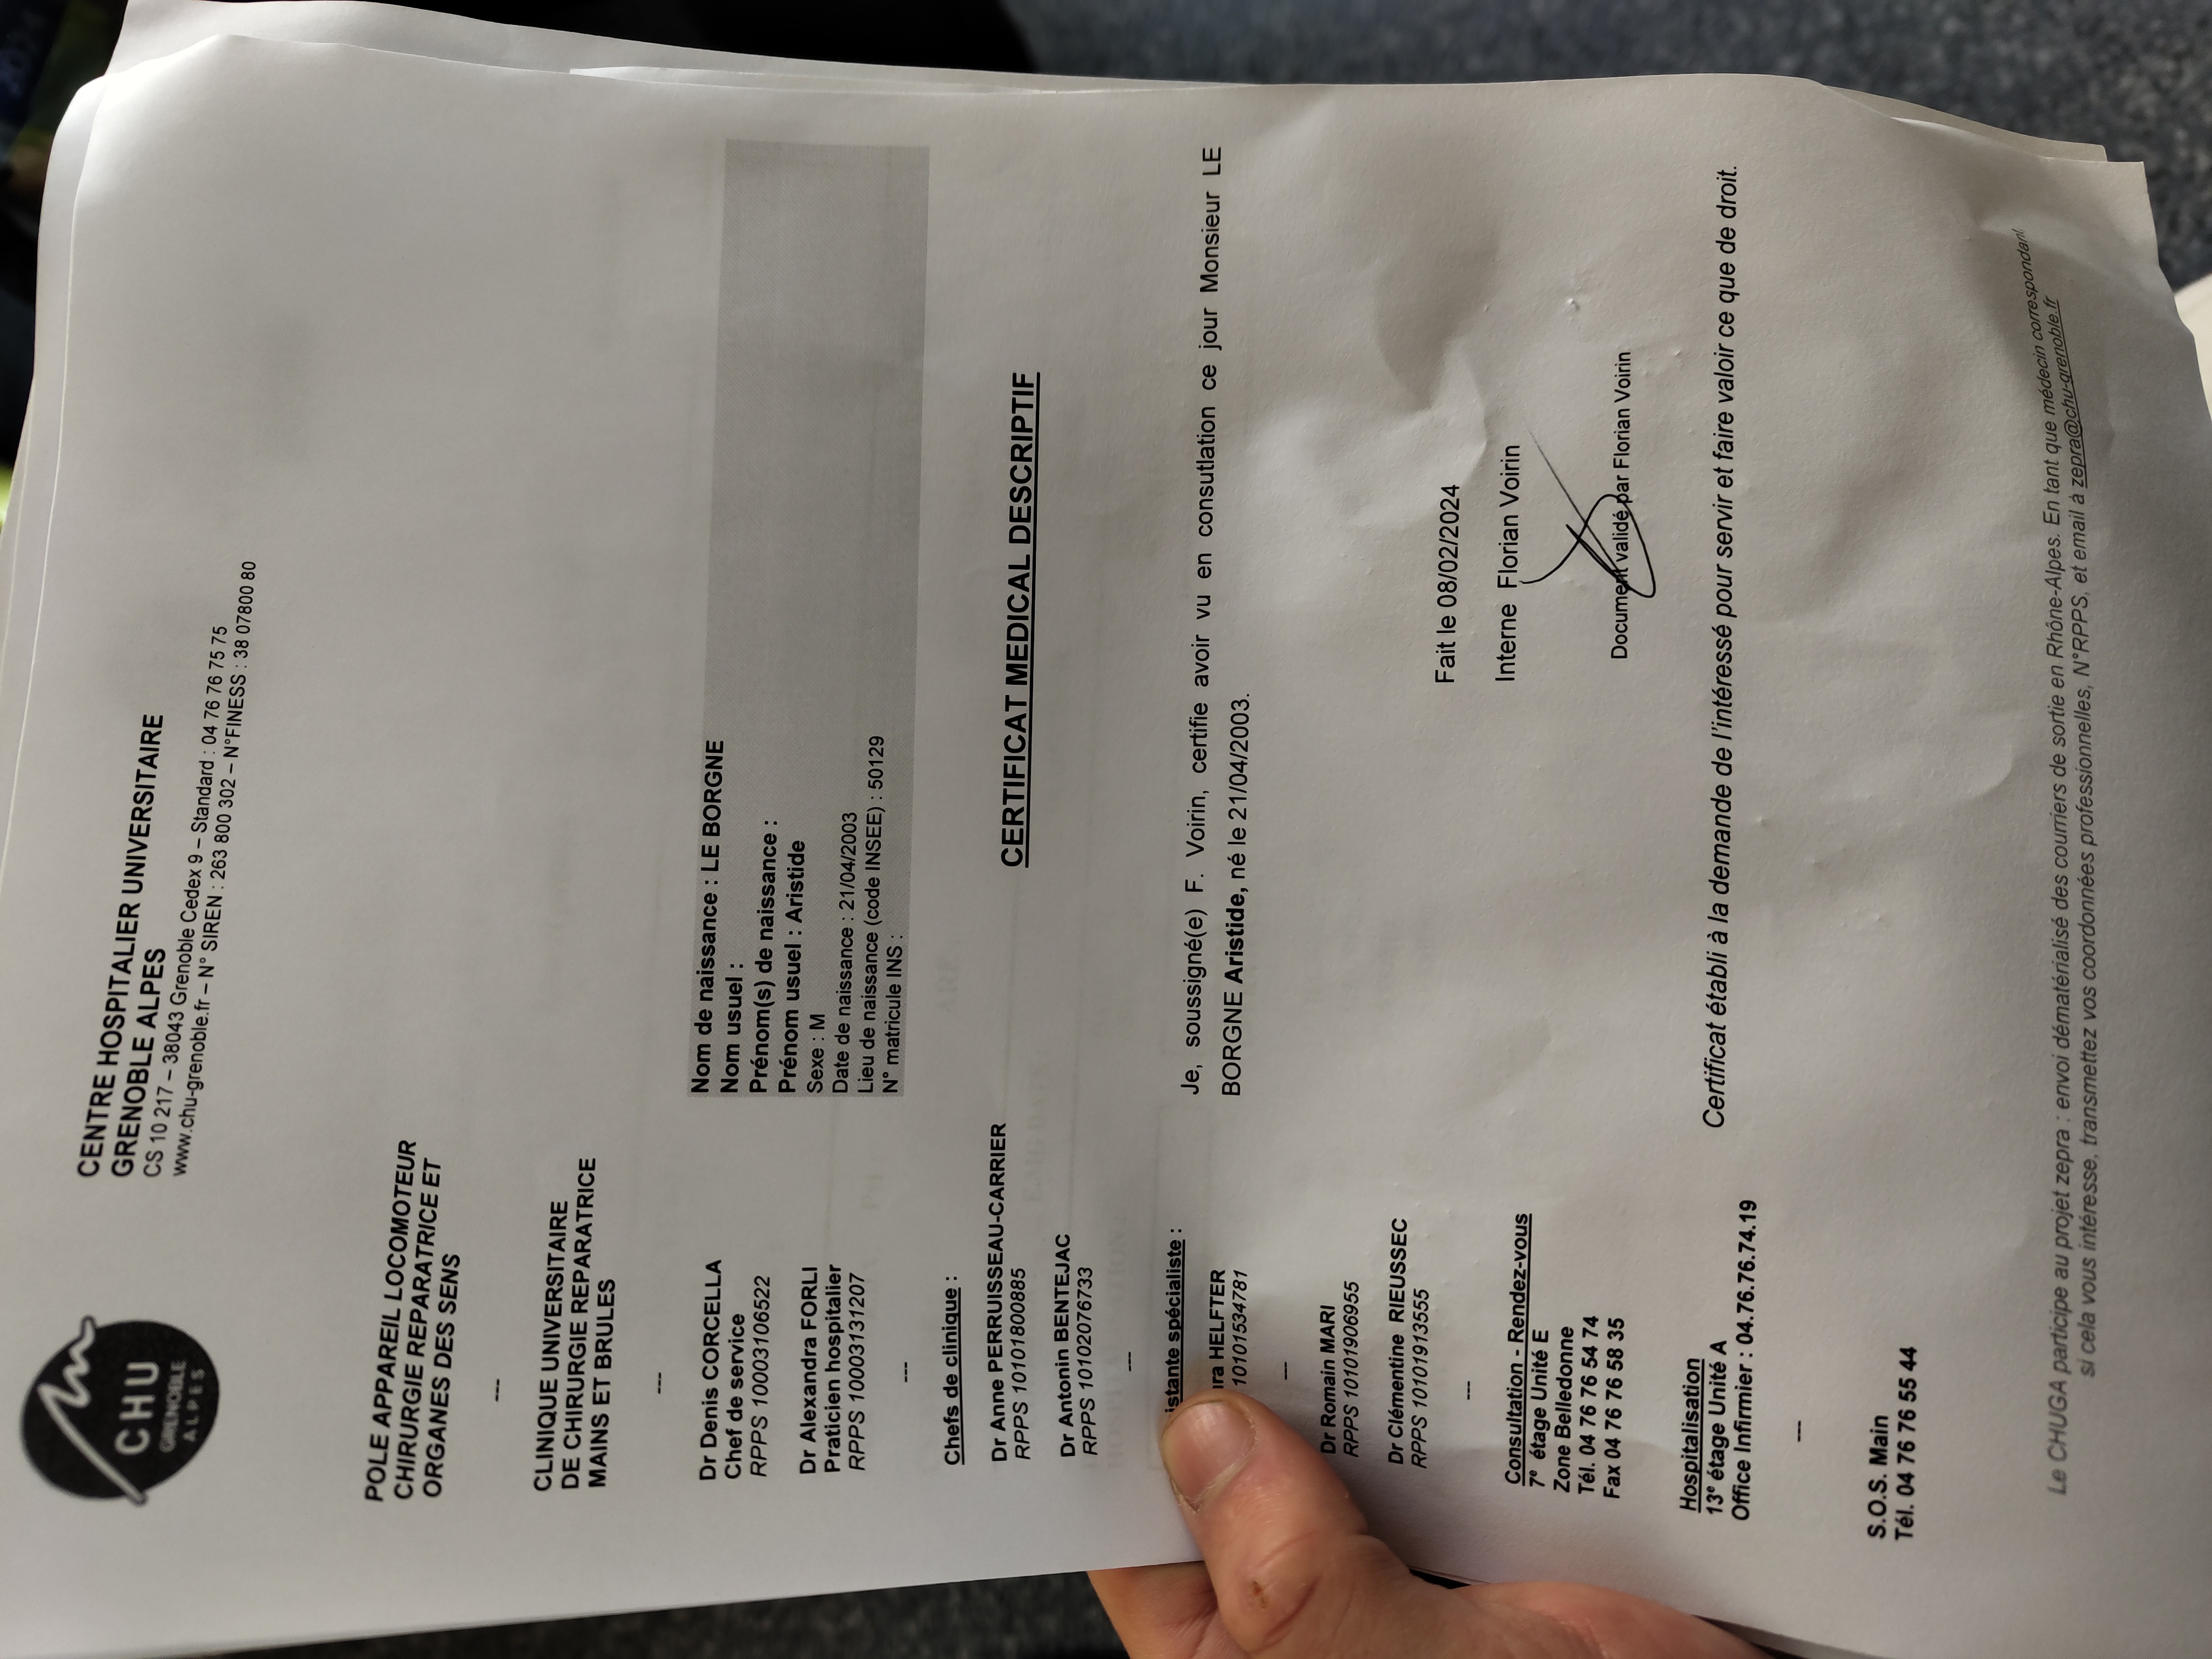 CHU
GRENOBLE
ALPES
CENTRE HOSPITALIER UNIVERSITAIRE
GRENOBLE ALPES
CS 10 217 – 38043 Grenoble Cedex 9 – Standard : 04 76 76 75 75
www.chu-grenoble.fr – N° SIREN : 263 800 302 – N°FINESS : 38 07800 80
POLE APPAREIL LOCOMOTEUR
CHIRURGIE REPARATRICE ET
ORGANES DES SENS
---
CLINIQUE UNIVERSITAIRE
DE CHIRURGIE REPARATRICE
MAINS ET BRULES
---
Dr Denis CORCELLA
Chef de service
RPPS 10003106522
Dr Alexandra FORLI
Praticien hospitalier
RPPS 10003131207
---
Chefs de clinique :
Dr Anne PERRUISSEAU-CARRIER
RPPS 10101800885
Dr Antonin BENTEJAC
RPPS 10102076733
---
istante spécialiste :
ra HELFTER
10101534781
---
Dr Romain MARI
RPPS 10101906955
Dr Clémentine RIEUSSEC
RPPS 10101913555
---
Consultation - Rendez-vous
7e étage Unité E
Zone Belledonne
Tél. 04 76 76 54 74
Fax 04 76 76 58 35
Hospitalisation
13e étage Unité A
Office Infirmier : 04.76.76.74.19
---
S.O.S. Main
Tél. 04 76 76 55 44
Nom de naissance : LE BORGNE
Nom usuel :
Prénom(s) de naissance :
Prénom usuel : Aristide
Sexe : M
Date de naissance : 21/04/2003
Lieu de naissance (code INSEE) : 50129
N° matricule INS :
CERTIFICAT MEDICAL DESCRIPTIF
Je, soussigné(e) F. Voirin, certifie avoir vu en consutlation ce jour Monsieur LE
BORGNE Aristide, né le 21/04/2003.
Fait le 08/02/2024
Interne Florian Voirin
Document validé par Florian Voirin
Certificat établi à la demande de l'intéressé pour servir et faire valoir ce que de droit.
Le CHUGA participe au projet zepra : envoi dématérialisé des courriers de sortie en Rhône-Alpes. En tant que médecin correspondant
si cela vous intéresse, transmettez vos coordonnées professionnelles, N°RPPS, et email à zepra@chu-grenoble.fr